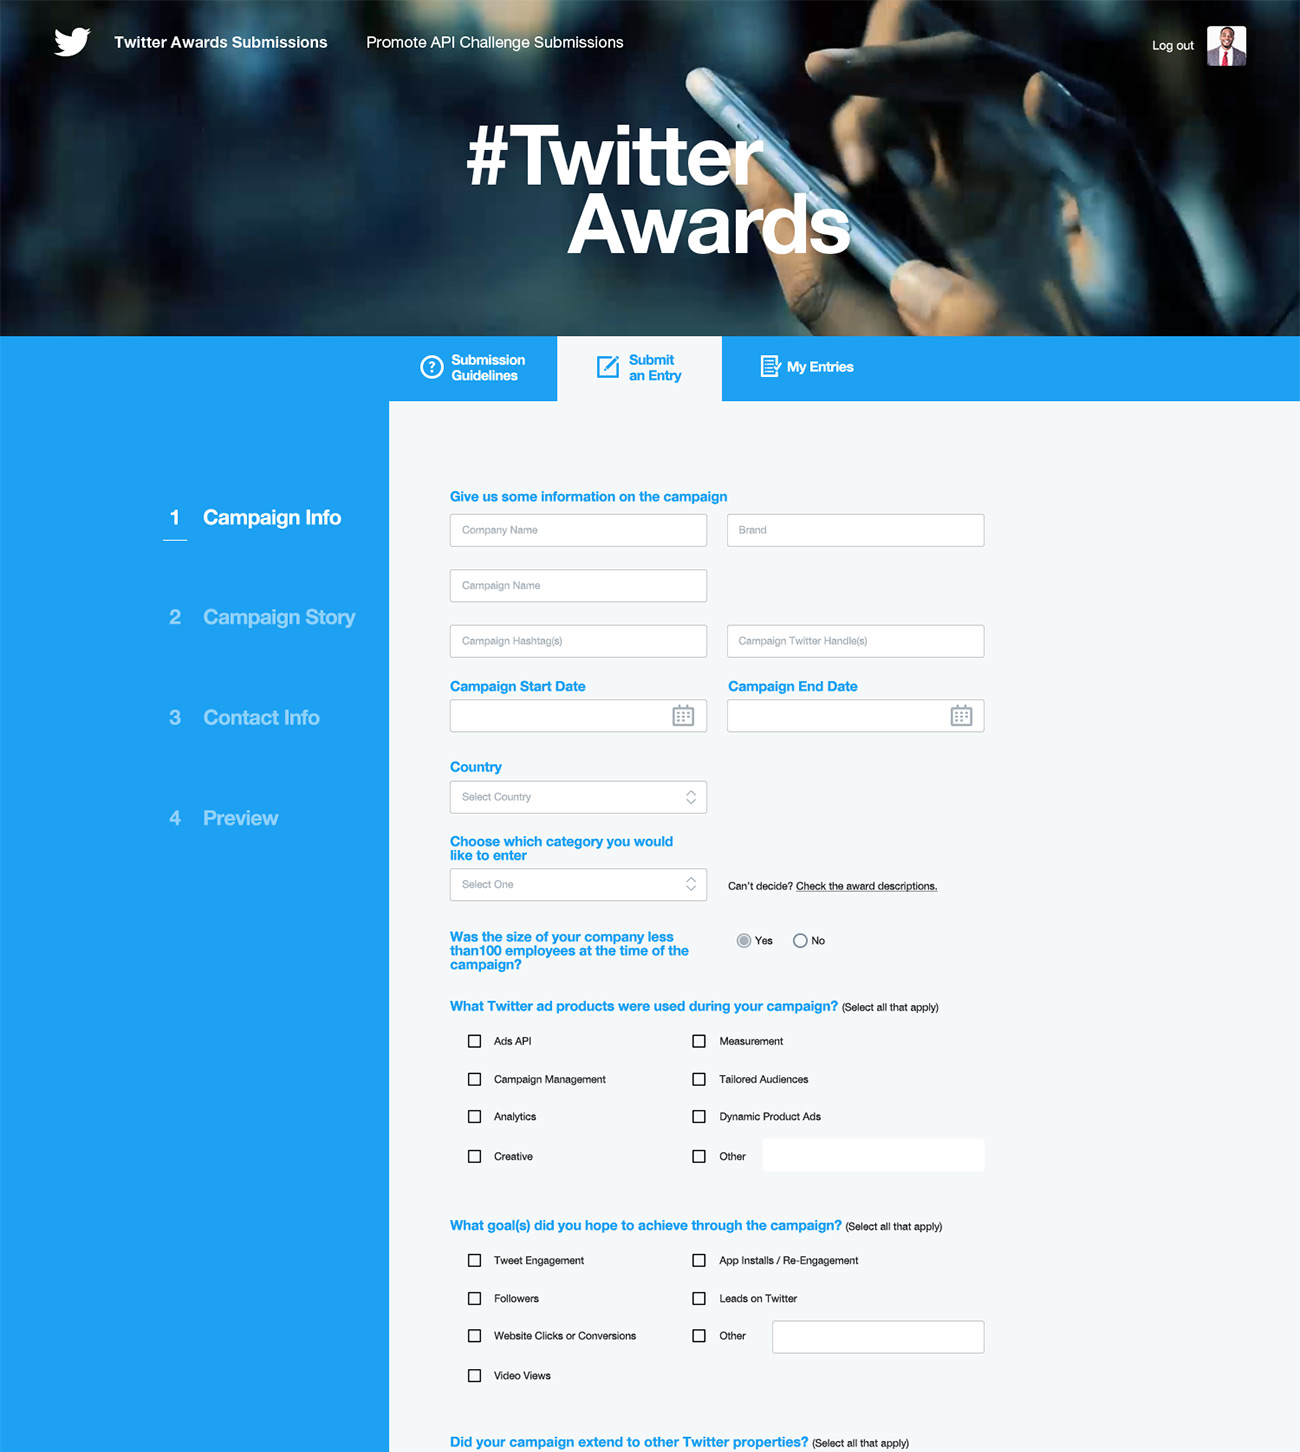 Twitter Awards Submissions
Promote API Challenge Submissions
Log out
#Twitter
Awards
?
Submission
Guidelines
Submit
an Entry
My Entries
1 Campaign Info
2 Campaign Story
3 Contact Info
4 Preview
Give us some information on the campaign
Company Name
Brand
Campaign Name
Campaign Hashtag(s)
Campaign Twitter Handle(s)
Campaign Start Date
Campaign End Date
Country
Select Country
Choose which category you would
like to enter
Select One
Can't decide? Check the award descriptions.
Was the size of your company less
than100 employees at the time of the
campaign?
Yes
No
What Twitter ad products were used during your campaign? (Select all that apply)
Ads API
Measurement
Campaign Management
Tailored Audiences
Analytics
Dynamic Product Ads
Creative
Other
What goal(s) did you hope to achieve through the campaign? (Select all that apply)
Tweet Engagement
App Installs / Re-Engagement
Followers
Leads on Twitter
Website Clicks or Conversions
Other
Video Views
Did your campaign extend to other Twitter properties? (Select all that apply)